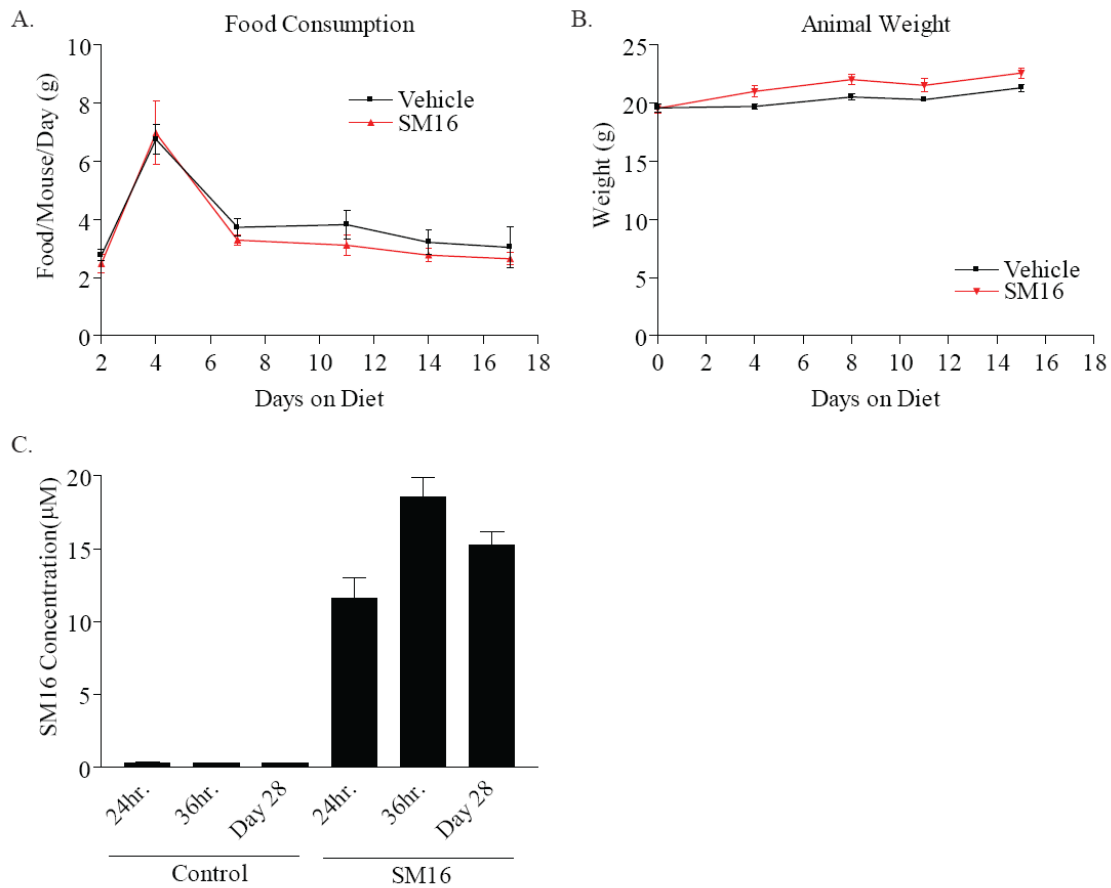 A.
Food Consumption
Food/Mouse/Day (g)
10
8
6
4
2
0
Vehicle
SM16
2 4 6 8 10 12 14 16 18
Days on Diet
B.
Animal Weight
Weight (g)
25
20
15
10
5
0
Vehicle
SM16
0 2 4 6 8 10 12 14 16 18
Days on Diet
C.
SM16 Concentration(μM)
20
15
10
5
0
24hr. 36hr. Day 28 24hr. 36hr. Day 28
Control SM16